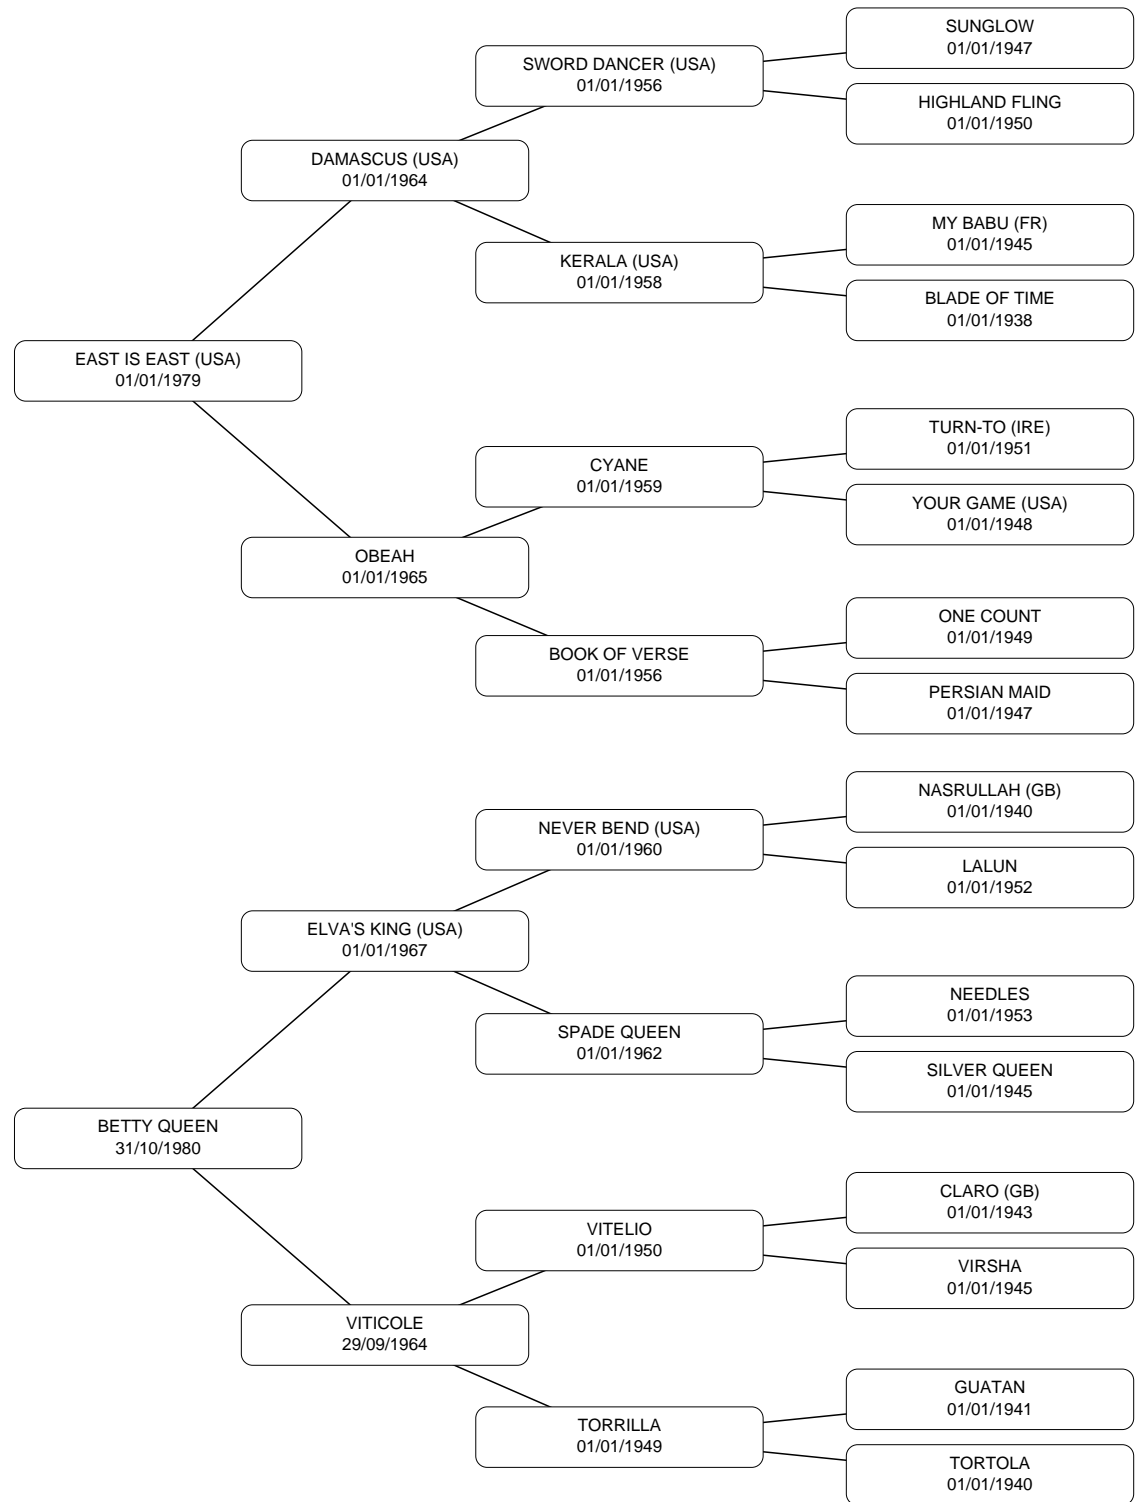 SUNGLOW
01/01/1947
SWORD DANCER (USA)
01/01/1956
HIGHLAND FLING
01/01/1950
DAMASCUS (USA)
01/01/1964
MY BABU (FR)
01/01/1945
KERALA (USA)
01/01/1958
BLADE OF TIME
01/01/1938
EAST IS EAST (USA)
01/01/1979
TURN-TO (IRE)
01/01/1951
CYANE
01/01/1959
YOUR GAME (USA)
01/01/1948
OBEAH
01/01/1965
ONE COUNT
01/01/1949
BOOK OF VERSE
01/01/1956
PERSIAN MAID
01/01/1947
NASRULLAH (GB)
01/01/1940
NEVER BEND (USA)
01/01/1960
LALUN
01/01/1952
ELVA'S KING (USA)
01/01/1967
NEEDLES
01/01/1953
SPADE QUEEN
01/01/1962
SILVER QUEEN
01/01/1945
BETTY QUEEN
31/10/1980
CLARO (GB)
01/01/1943
VITELIO
01/01/1950
VIRSHA
01/01/1945
VITICOLE
29/09/1964
GUATAN
01/01/1941
TORRILLA
01/01/1949
TORTOLA
01/01/1940